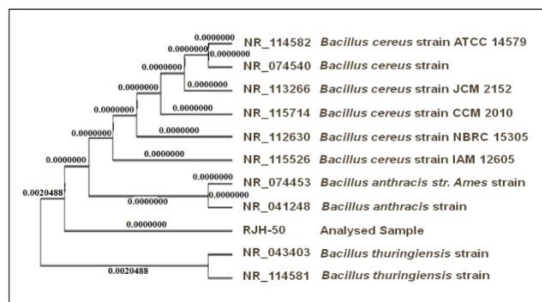 0.0000000 NR_114582 Bacillus cereus strain ATCC 14579
0.0000000
0.0000000 NR_074540 Bacillus cereus strain
0.0000000 NR_113266 Bacillus cereus strain JCM 2152
0.0000000
0.0000000 NR_115714 Bacillus cereus strain CCM 2010
0.0000000
0.0000000 NR_112630 Bacillus cereus strain NBRC 15305
0.0000000
0.0000000 NR_115526 Bacillus cereus strain IAM 12605
0.0000000
0.0000000 NR_074453 Bacillus anthracis str. Ames strain
0.0000000
0.0000000 NR_041248 Bacillus anthracis strain
0.0020488
0.0000000 RJH-50 Analysed Sample
NR_043403 Bacillus thuringiensis strain
0.0020488
NR_114581 Bacillus thuringiensis strain